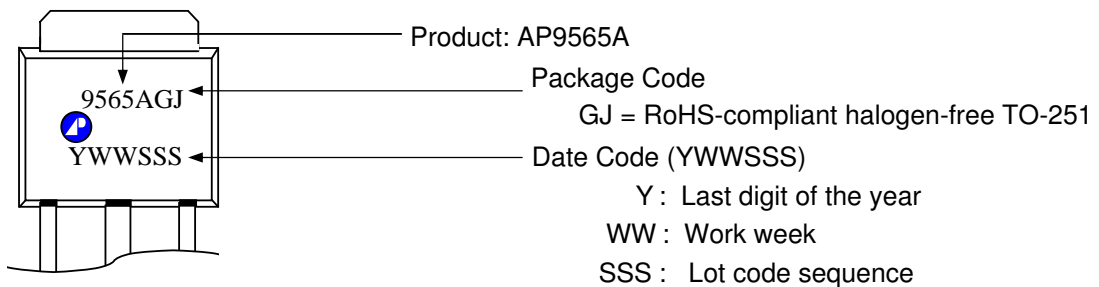 Product: AP9565A
Package Code
9565AGJ
GJ = RoHS-compliant halogen-free TO-251
AP
YWWSSS
Date Code (YWWSSS)
Y : Last digit of the year
WW : Work week
SSS : Lot code sequence